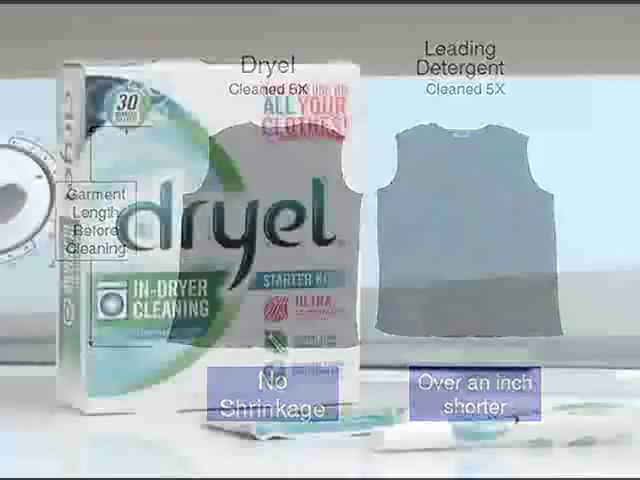 Dryel
Cleaned 5X
Leading
Detergent
Cleaned 5X
30
ALL YOUR
CLOTHES!
Garment
Length
Before
Cleaning
dryel
IN-DRYER
CLEANING
STARTER KIT
ULTRA
No
Shrinkage
Over an inch
shorter